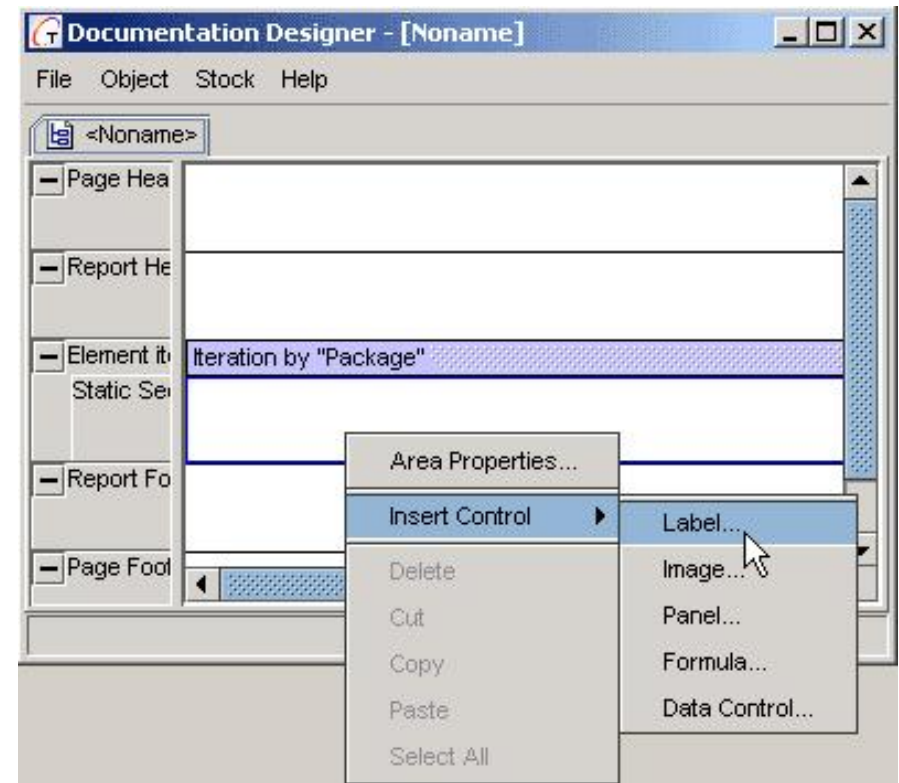 Documentation Designer - [Noname]
File Object Stock Help
<Noname>
Page Hea
Report He
Element it
Iteration by "Package"
Static Se
Report Fo
Page Foot
Area Properties...
Insert Control
Delete
Cut
Copy
Paste
Select All
Label...
Image...
Panel...
Formula...
Data Control...